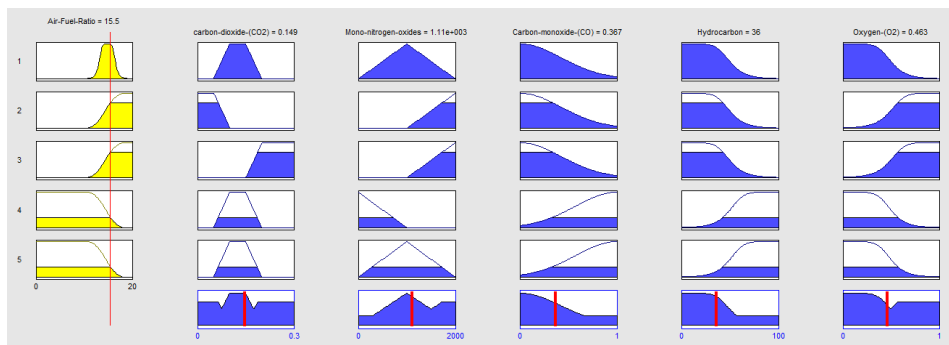 Air-Fuel-Ratio = 15.5
carbon-dioxide-(CO2) = 0.149
Mono-nitrogen-oxides = 1.11e+003
Carbon-monoxide-(CO) = 0.367
Hydrocarbon = 36
Oxygen-(O2) = 0.463
1
2
3
4
5
0 20
0 0.3
0 2000
0 1
0 100
0 1